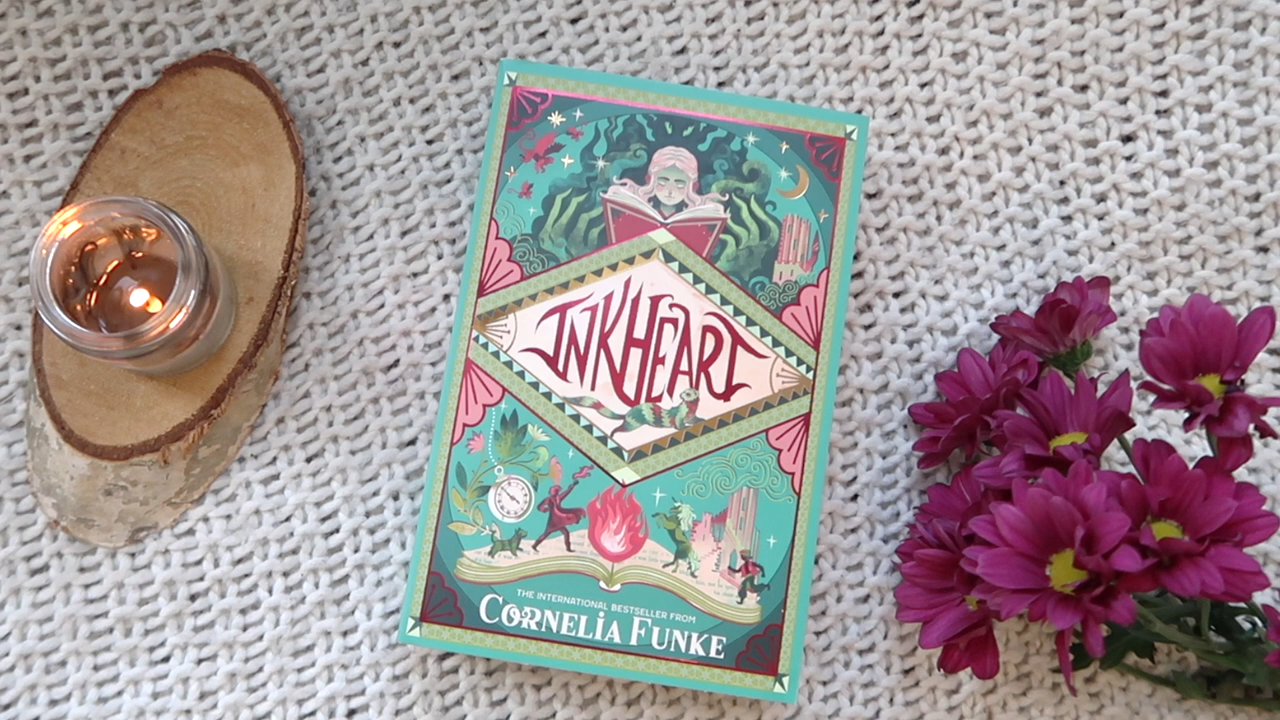 INKHEART
THE INTERNATIONAL BESTSELLER FROM
CORNELIA FUNKE